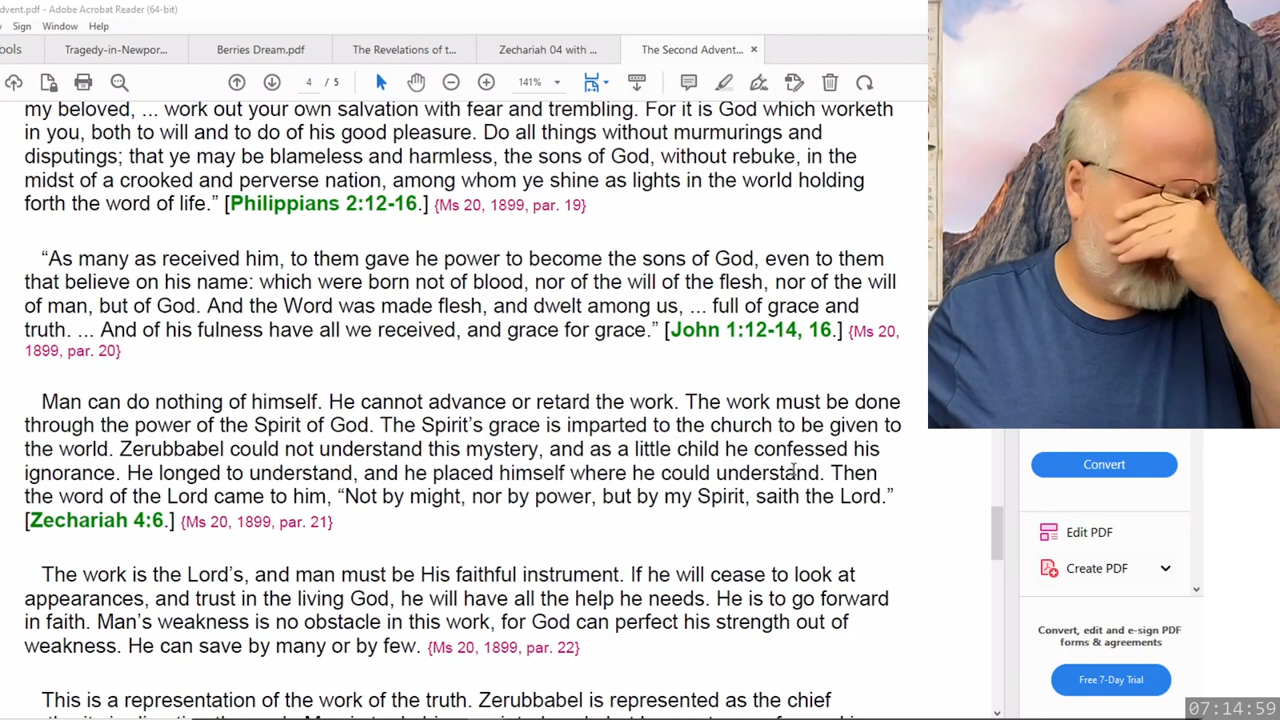 dvent.pdf - Adobe Acrobat Reader (64-bit)
Sign Window Help
ools Tragedy-in-Newpor... Berries Dream.pdf The Revelations of t... Zechariah 04 with ... The Second Advent... ×
4 / 5 141%
my beloved, ... work out your own salvation with fear and trembling. For it is God which worketh
in you, both to will and to do of his good pleasure. Do all things without murmurings and
disputings; that ye may be blameless and harmless, the sons of God, without rebuke, in the
midst of a crooked and perverse nation, among whom ye shine as lights in the world holding
forth the word of life.” [Philippians 2:12-16.] {Ms 20, 1899, par. 19}
“As many as received him, to them gave he power to become the sons of God, even to them
that believe on his name: which were born not of blood, nor of the will of the flesh, nor of the will
of man, but of God. And the Word was made flesh, and dwelt among us, ... full of grace and
truth. ... And of his fulness have all we received, and grace for grace.” [John 1:12-14, 16.] {Ms 20,
1899, par. 20}
Man can do nothing of himself. He cannot advance or retard the work. The work must be done
through the power of the Spirit of God. The Spirit’s grace is imparted to the church to be given to
the world. Zerubbabel could not understand this mystery, and as a little child he confessed his
ignorance. He longed to understand, and he placed himself where he could understand. Then
the word of the Lord came to him, “Not by might, nor by power, but by my Spirit, saith the Lord.”
[Zechariah 4:6.] {Ms 20, 1899, par. 21}
The work is the Lord’s, and man must be His faithful instrument. If he will cease to look at
appearances, and trust in the living God, he will have all the help he needs. He is to go forward
in faith. Man’s weakness is no obstacle in this work, for God can perfect his strength out of
weakness. He can save by many or by few. {Ms 20, 1899, par. 22}
This is a representation of the work of the truth. Zerubbabel is represented as the chief
Convert
Edit PDF
Create PDF
Convert, edit and e-sign PDF
forms & agreements
Free 7-Day Trial
07:14:59